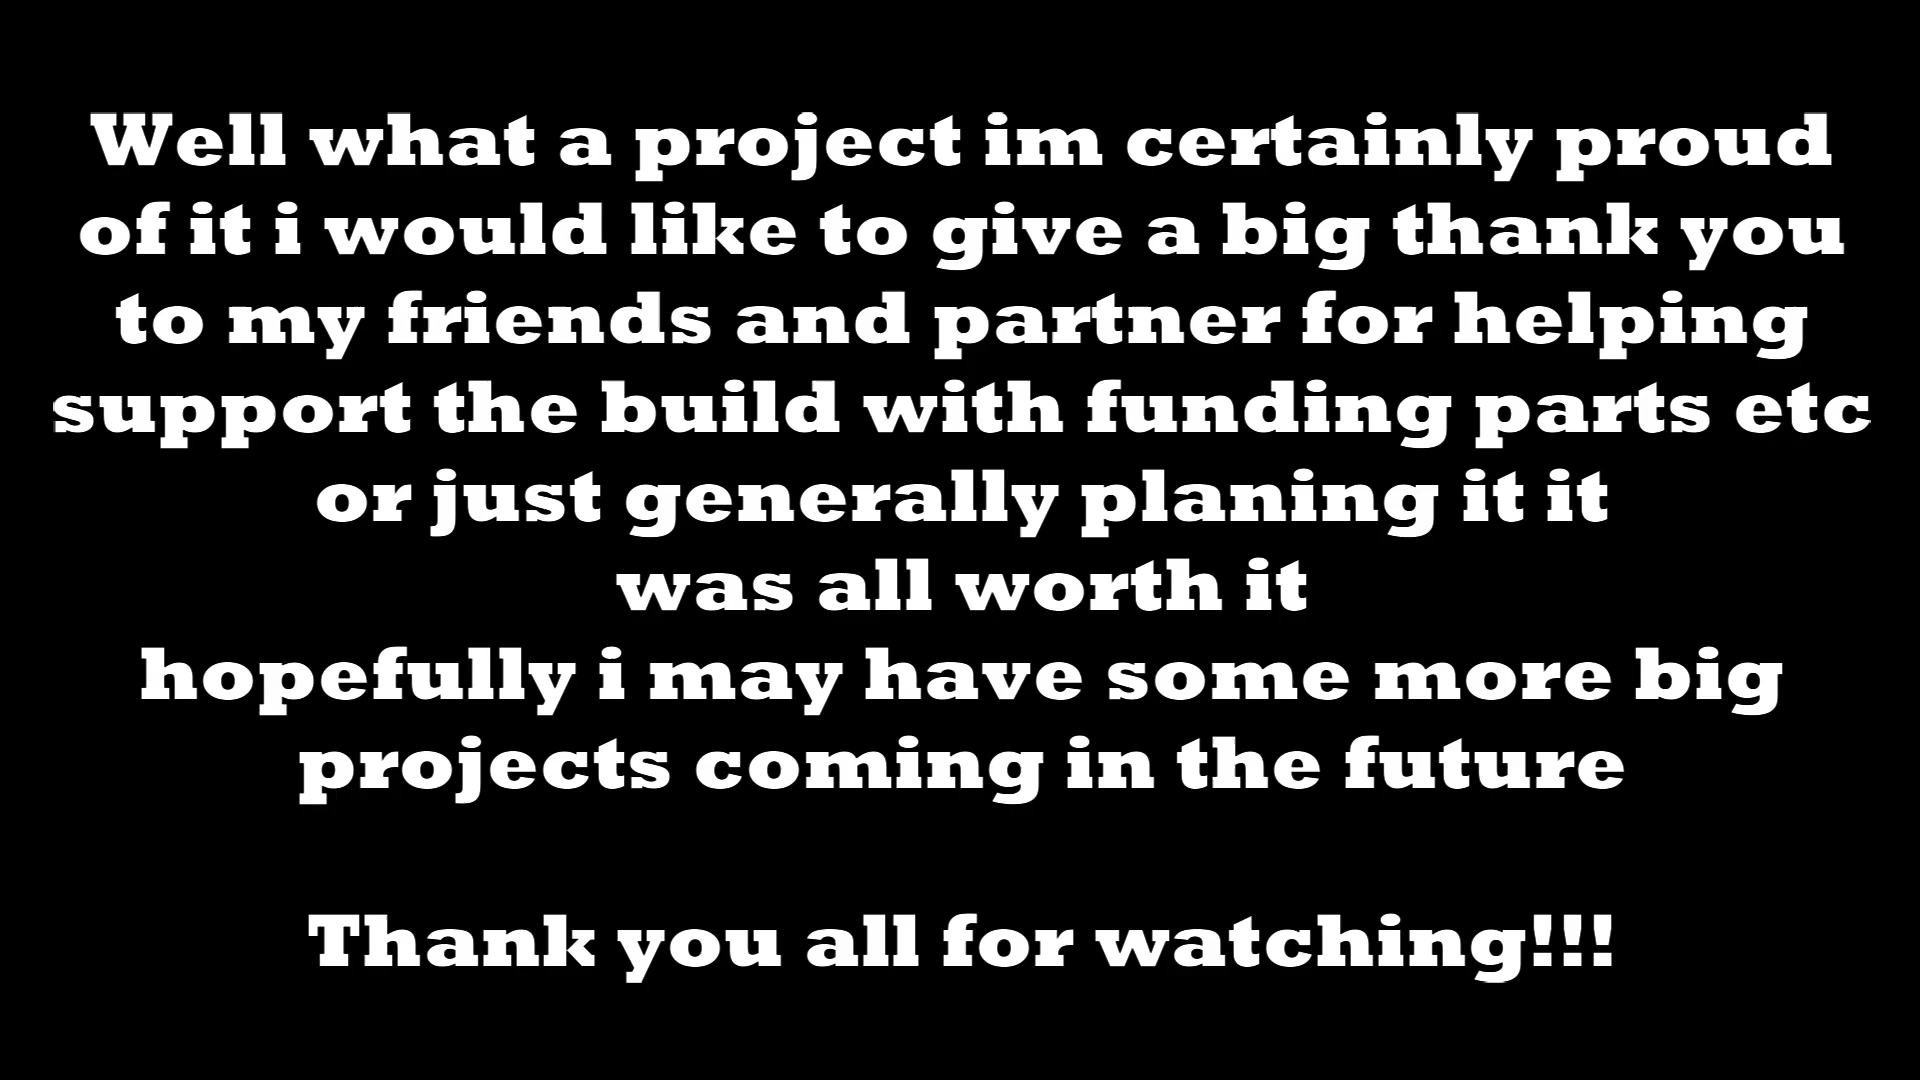 Well what a project im certainly proud
of it i would like to give a big thank you
to my friends and partner for helping
support the build with funding parts etc
or just generally planing it it
was all worth it
hopefully i may have some more big
projects coming in the future
Thank you all for watching!!!